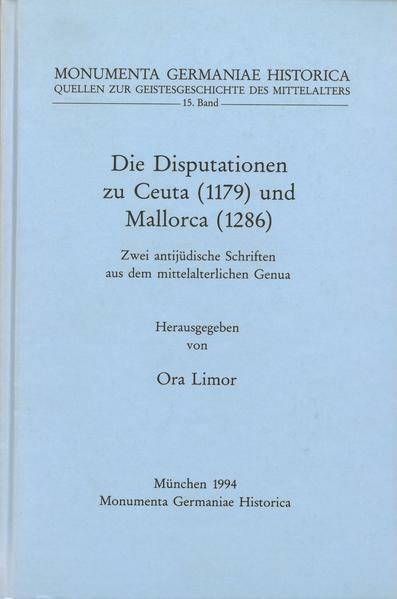 MONUMENTA GERMANIAE HISTORICA
QUELLEN ZUR GEISTESGESCHICHTE DES MITTELALTERS
15. Band
Die Disputationen
zu Ceuta (1179) und
Mallorca (1286)
Zwei antijüdische Schriften
aus dem mittelalterlichen Genua
Herausgegeben
von
Ora Limor
München 1994
Monumenta Germaniae Historica